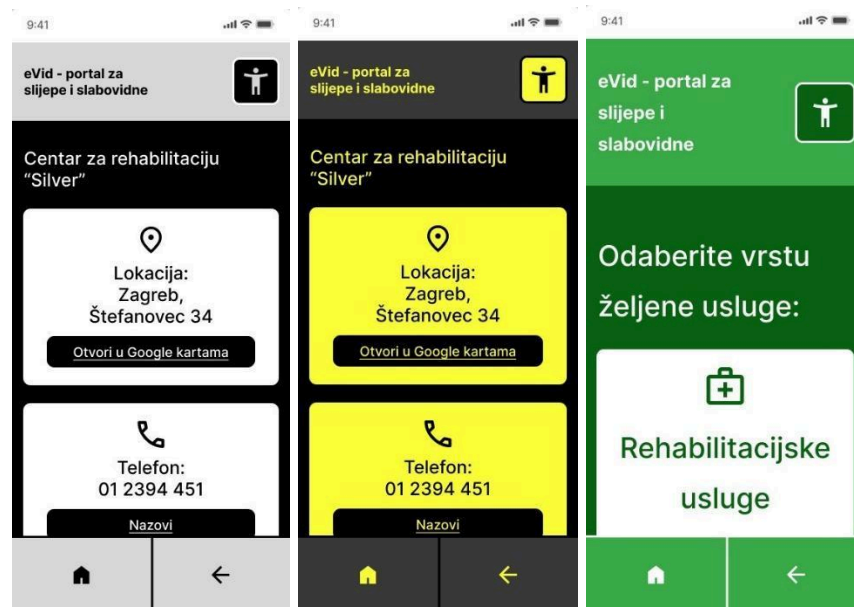 9:41
eVid - portal za
slijepe i slabovidne
Centar za rehabilitaciju
“Silver”
Lokacija:
Zagreb,
Štefanovec 34
Otvori u Google kartama
Telefon:
01 2394 451
Nazovi
9:41
eVid - portal za
slijepe i slabovidne
Centar za rehabilitaciju
“Silver”
Lokacija:
Zagreb,
Štefanovec 34
Otvori u Google kartama
Telefon:
01 2394 451
Nazovi
9:41
eVid - portal za
slijepe i
slabovidne
Odaberite vrstu
željene usluge:
Rehabilitacijske
usluge